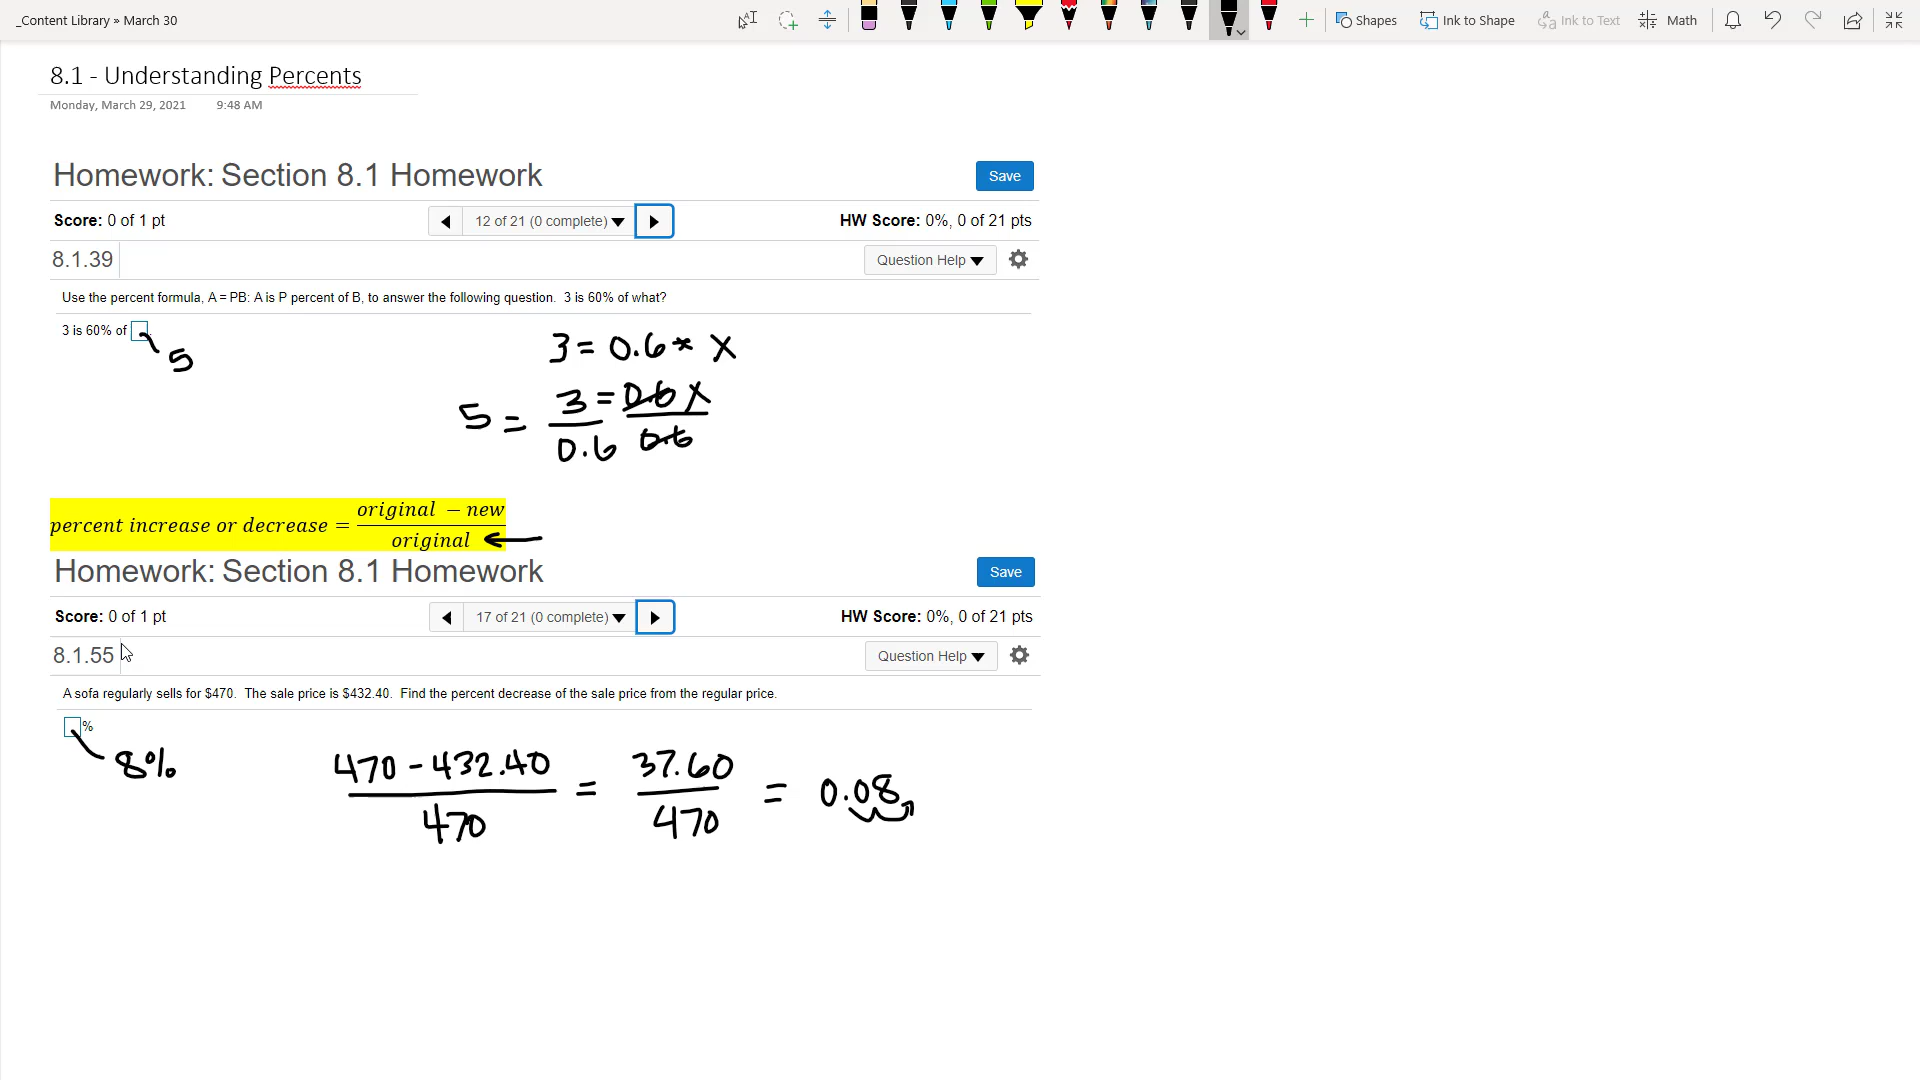 _Content Library » March 30
Shapes
Ink to Shape
Ink to Text
Math
8.1 - Understanding Percents
Monday, March 29, 2021 9:48 AM
Homework: Section 8.1 Homework
Save
Score: 0 of 1 pt
12 of 21 (0 complete)
HW Score: 0%, 0 of 21 pts
8.1.39
Question Help
Use the percent formula, A = PB: A is P percent of B, to answer the following question. 3 is 60% of what?
3 is 60% of
5
3 = 0.6 * X
5 = 3/0.6 = 0.6X/0.6
percent increase or decrease = original - new
original
Homework: Section 8.1 Homework
Save
Score: 0 of 1 pt
17 of 21 (0 complete)
HW Score: 0%, 0 of 21 pts
8.1.55
Question Help
A sofa regularly sells for $470. The sale price is $432.40. Find the percent decrease of the sale price from the regular price.
%
8%
470 - 432.40 = 37.60 = 0.08
470 470